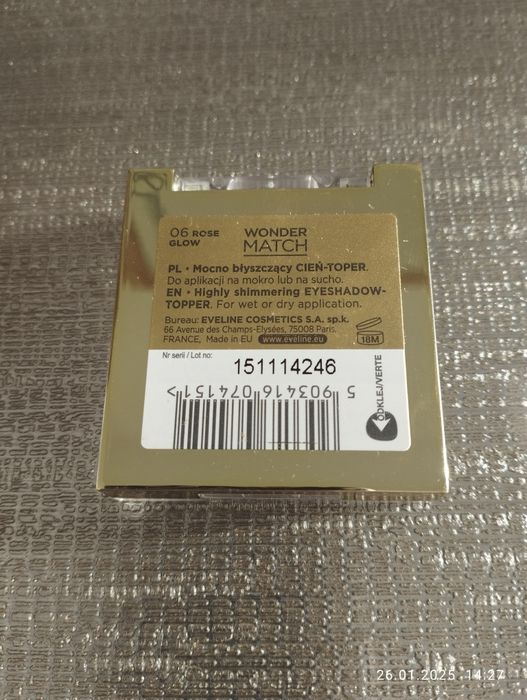 06 ROSE GLOW
WONDER MATCH
PL • Mocno błyszczący CIEŃ-TOPER.
Do aplikacji na mokro lub na sucho.
EN • Highly shimmering EYESHADOW-
TOPPER. For wet or dry application.
Bureau: EVELINE COSMETICS S.A. sp.k.
66 Avenue des Champs-Elysées, 75008 Paris.
FRANCE, Made in EU www.eveline.eu
18M
Nr serii / Lot no:
151114246
5 903416 074151 >
ODKLEJ/VERTE
26.01.2025 14:27